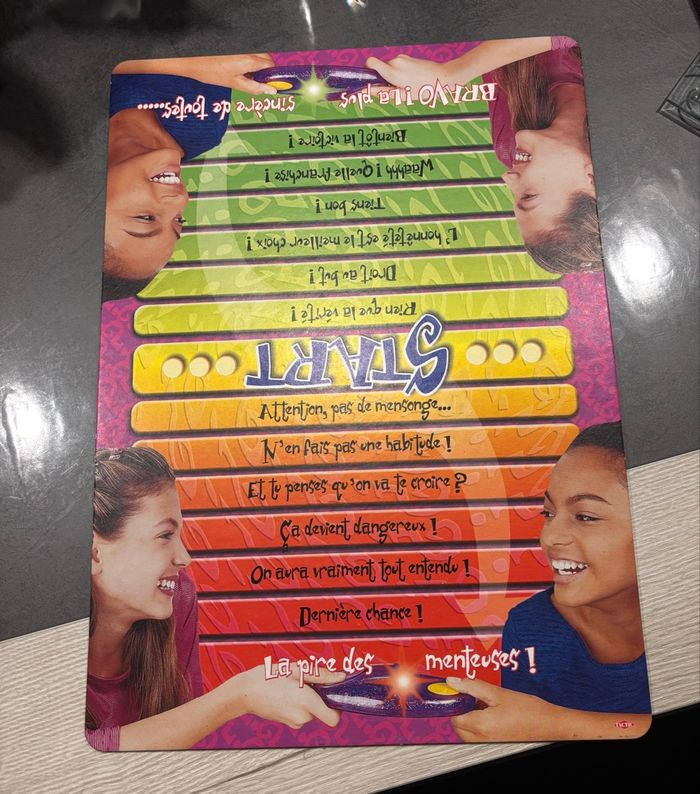 BRAVO ! La plus sincère de toutes.....
Bientôt la victoire !
Waahhh ! Quelle franchise !
Tiens bon !
L'honnêteté est le meilleur choix !
Droit au but !
Rien que la vérité !
START
Attention, pas de mensonge...
N'en fais pas une habitude !
Et tu penses qu'on va te croire ?
Ça devient dangereux !
On aura vraiment tout entendu !
Dernière chance !
La pire des menteuses !
TACTIC